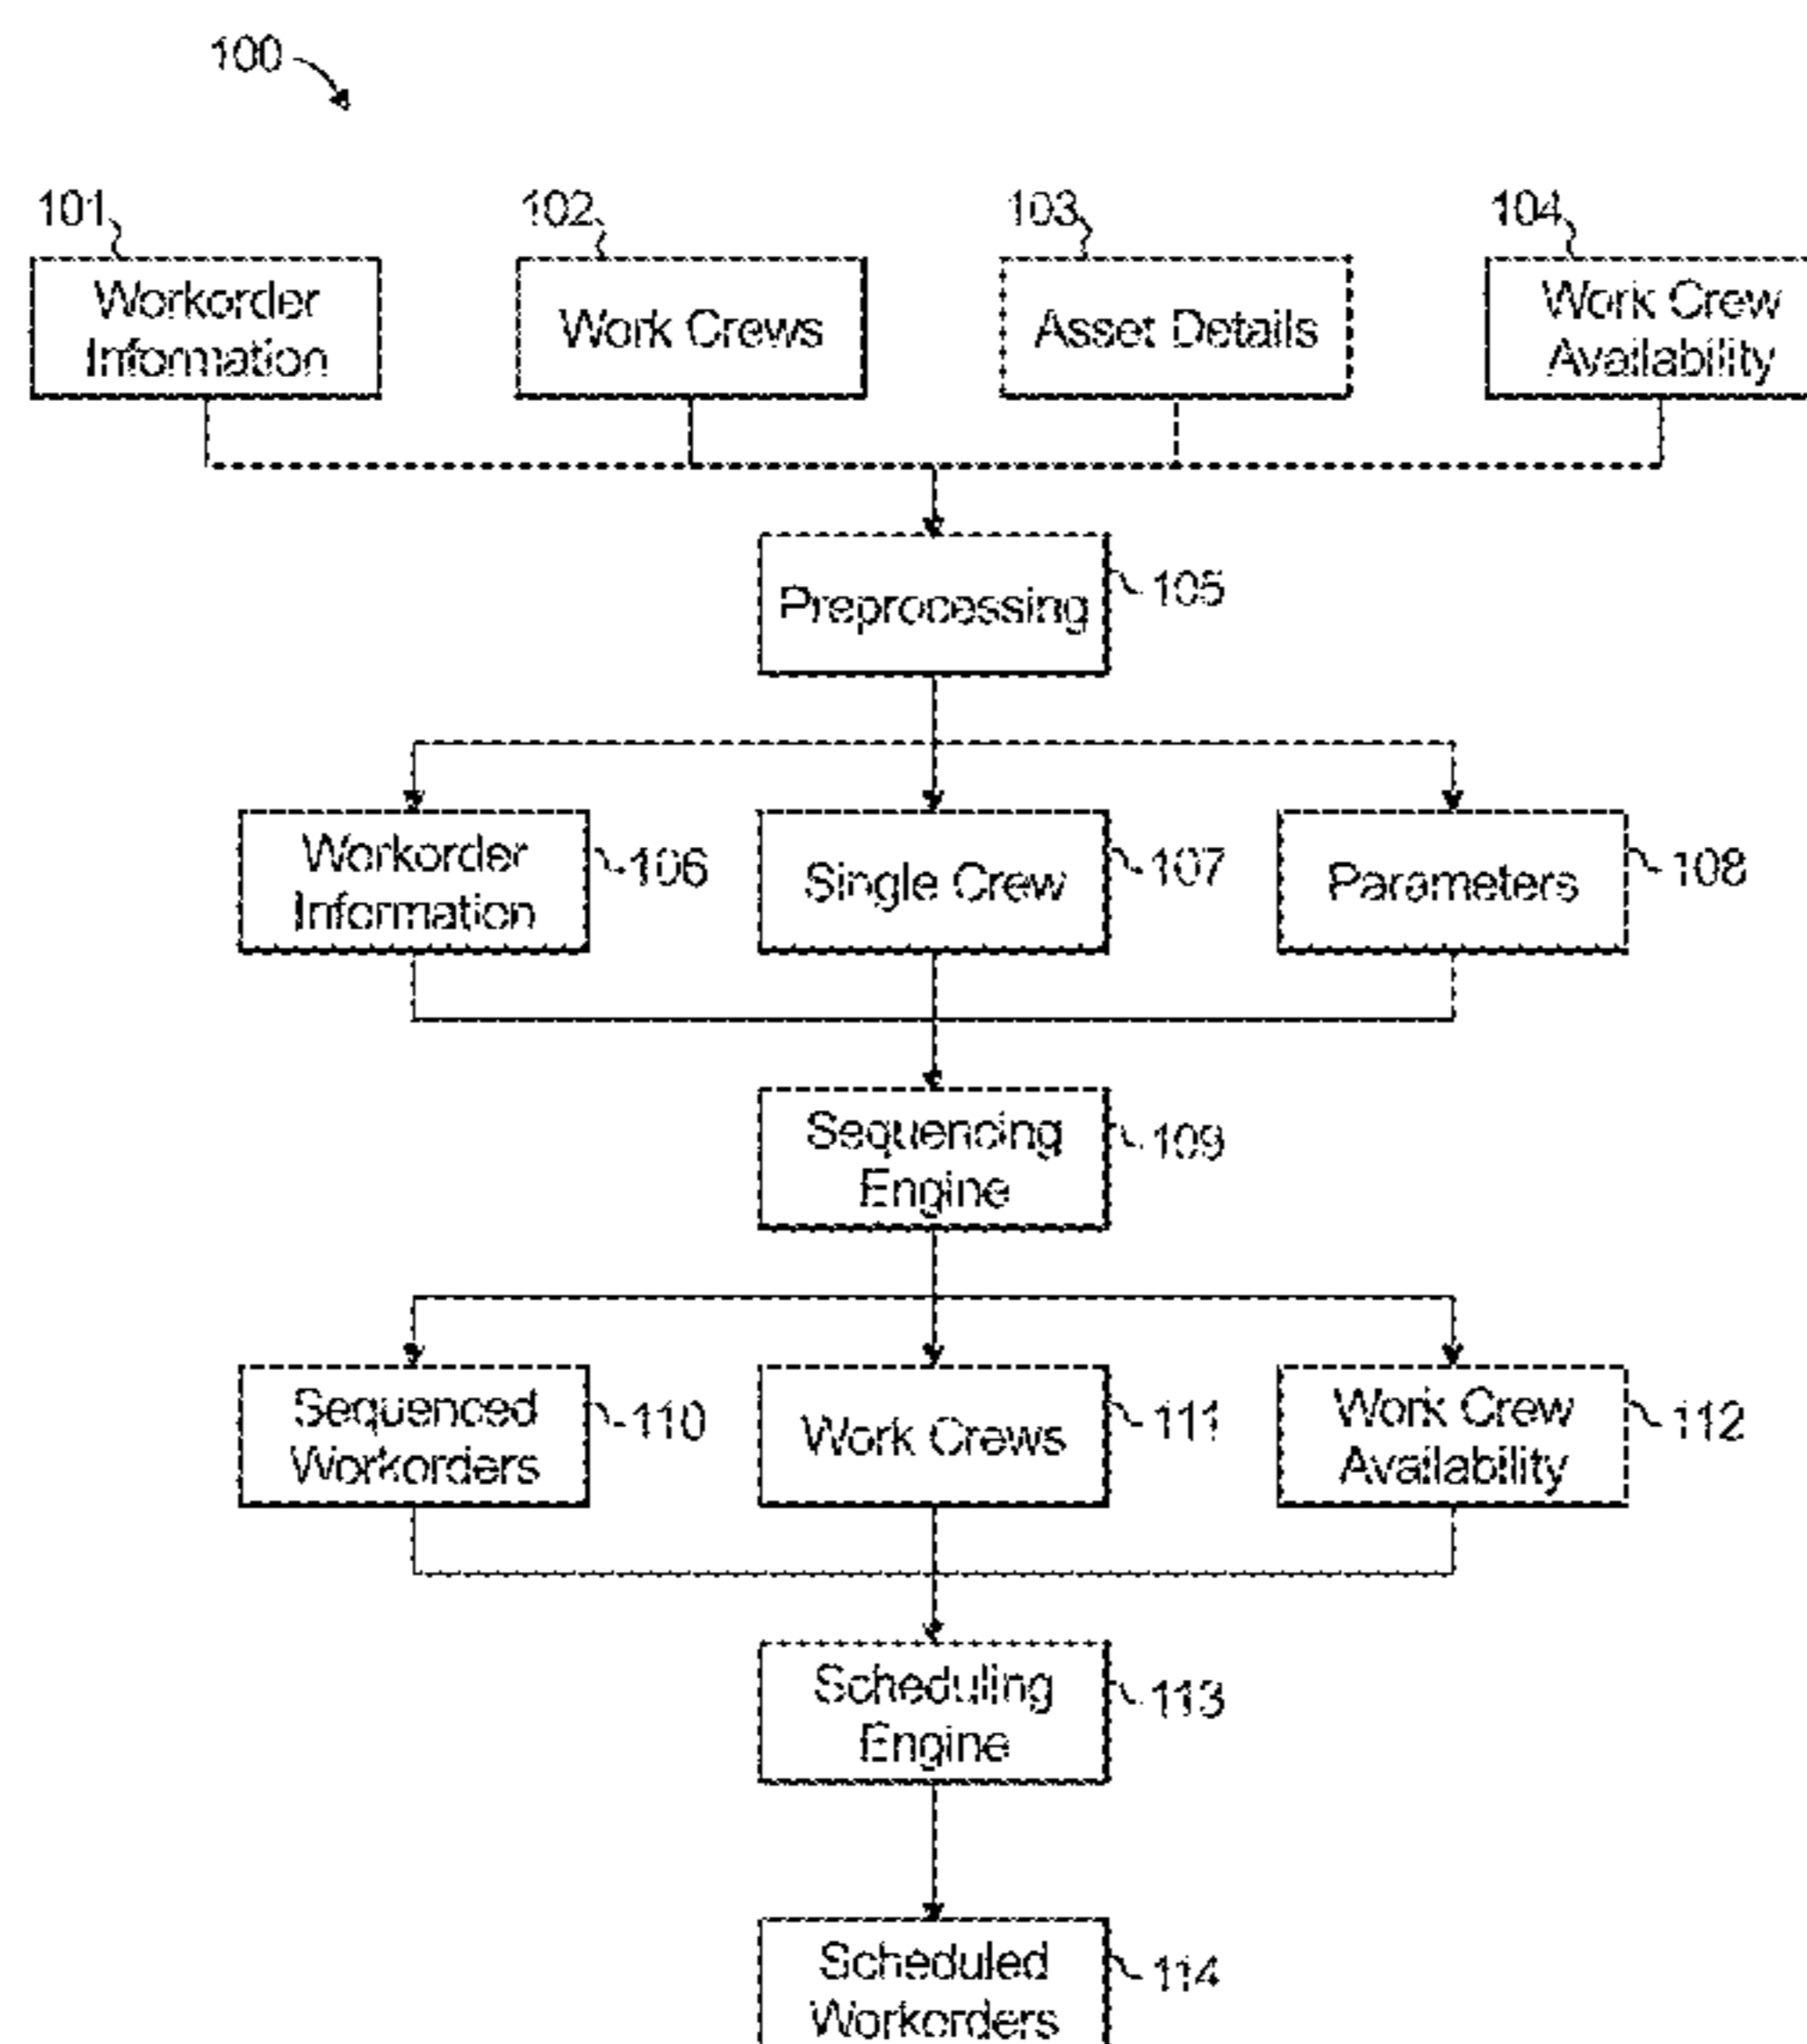 100
101
102
103
104
Workorder
Information
Work Crews
Asset Details
Work Crew
Availability
Preprocessing
105
Workorder
Information
106
Single Crew
107
Parameters
108
Sequencing
Engine
109
Sequenced
Workorders
110
Work Crews
111
Work Crew
Availability
112
Scheduling
Engine
113
Scheduled
Workorders
114